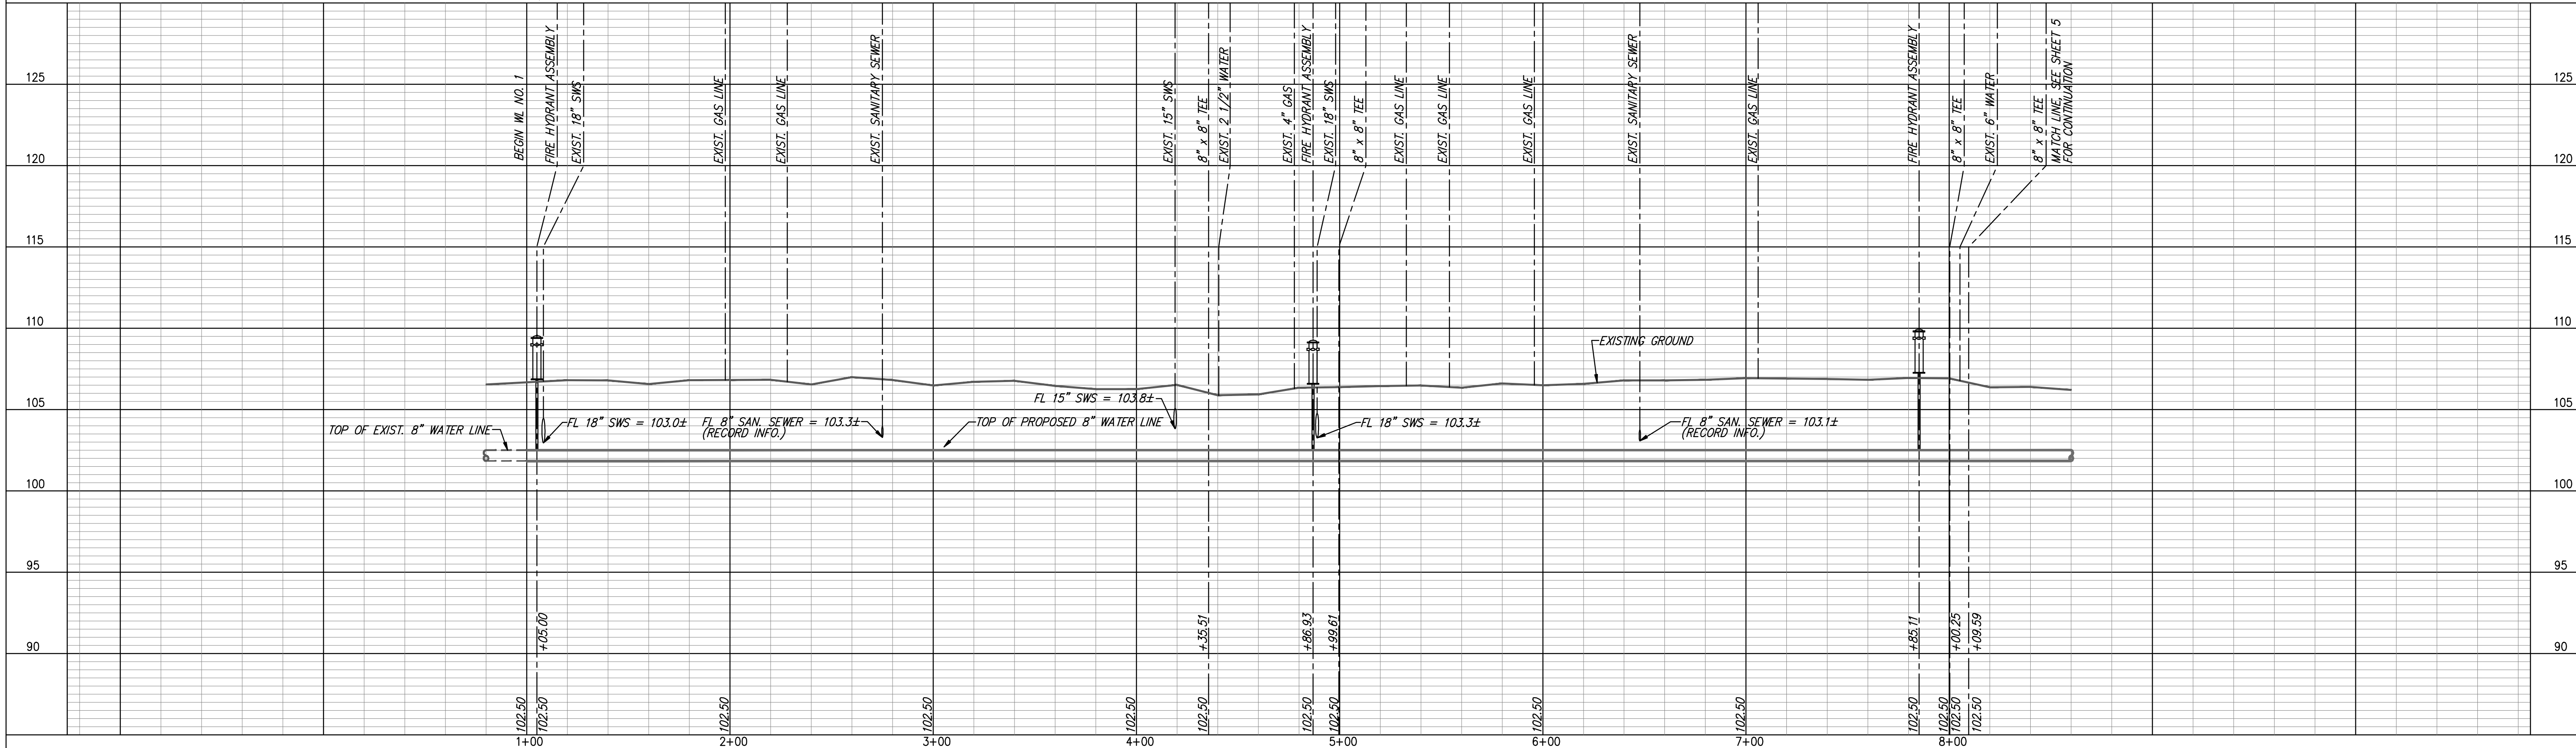 BEGIN WL NO. 1
FIRE HYDRANT ASSEMBLY
EXIST. 18" SWS
EXIST. GAS LINE
EXIST. GAS LINE
EXIST. SANITARY SEWER
EXIST. 15" SWS
8" x 8" TEE
EXIST. 2 1/2" WATER
EXIST. 4" GAS
FIRE HYDRANT ASSEMBLY
EXIST. 18" SWS
8" x 8" TEE
EXIST. GAS LINE
EXIST. GAS LINE
EXIST. GAS LINE
EXIST. SANITARY SEWER
EXIST. GAS LINE
FIRE HYDRANT ASSEMBLY
8" x 8" TEE
EXIST. 6" WATER
8" x 8" TEE
MATCH LINE, SEE SHEET 5
FOR CONTINUATION
125 125
120 120
115 115
110 110
EXISTING GROUND
105 105
FL 15" SWS = 103.8±
TOP OF EXIST. 8" WATER LINE
FL 18" SWS = 103.0±
FL 8" SAN. SEWER = 103.3±
(RECORD INFO.)
TOP OF PROPOSED 8" WATER LINE
FL 18" SWS = 103.3±
FL 8" SAN. SEWER = 103.1±
(RECORD INFO.)
100 100
95 95
90 90
+05.00
+35.51
+86.93
+99.61
+85.11
+00.25
+09.59
102.50
102.50
102.50
102.50
102.50
102.50
102.50
102.50
102.50
102.50
102.50
102.50
102.50
102.50
1+00 2+00 3+00 4+00 5+00 6+00 7+00 8+00